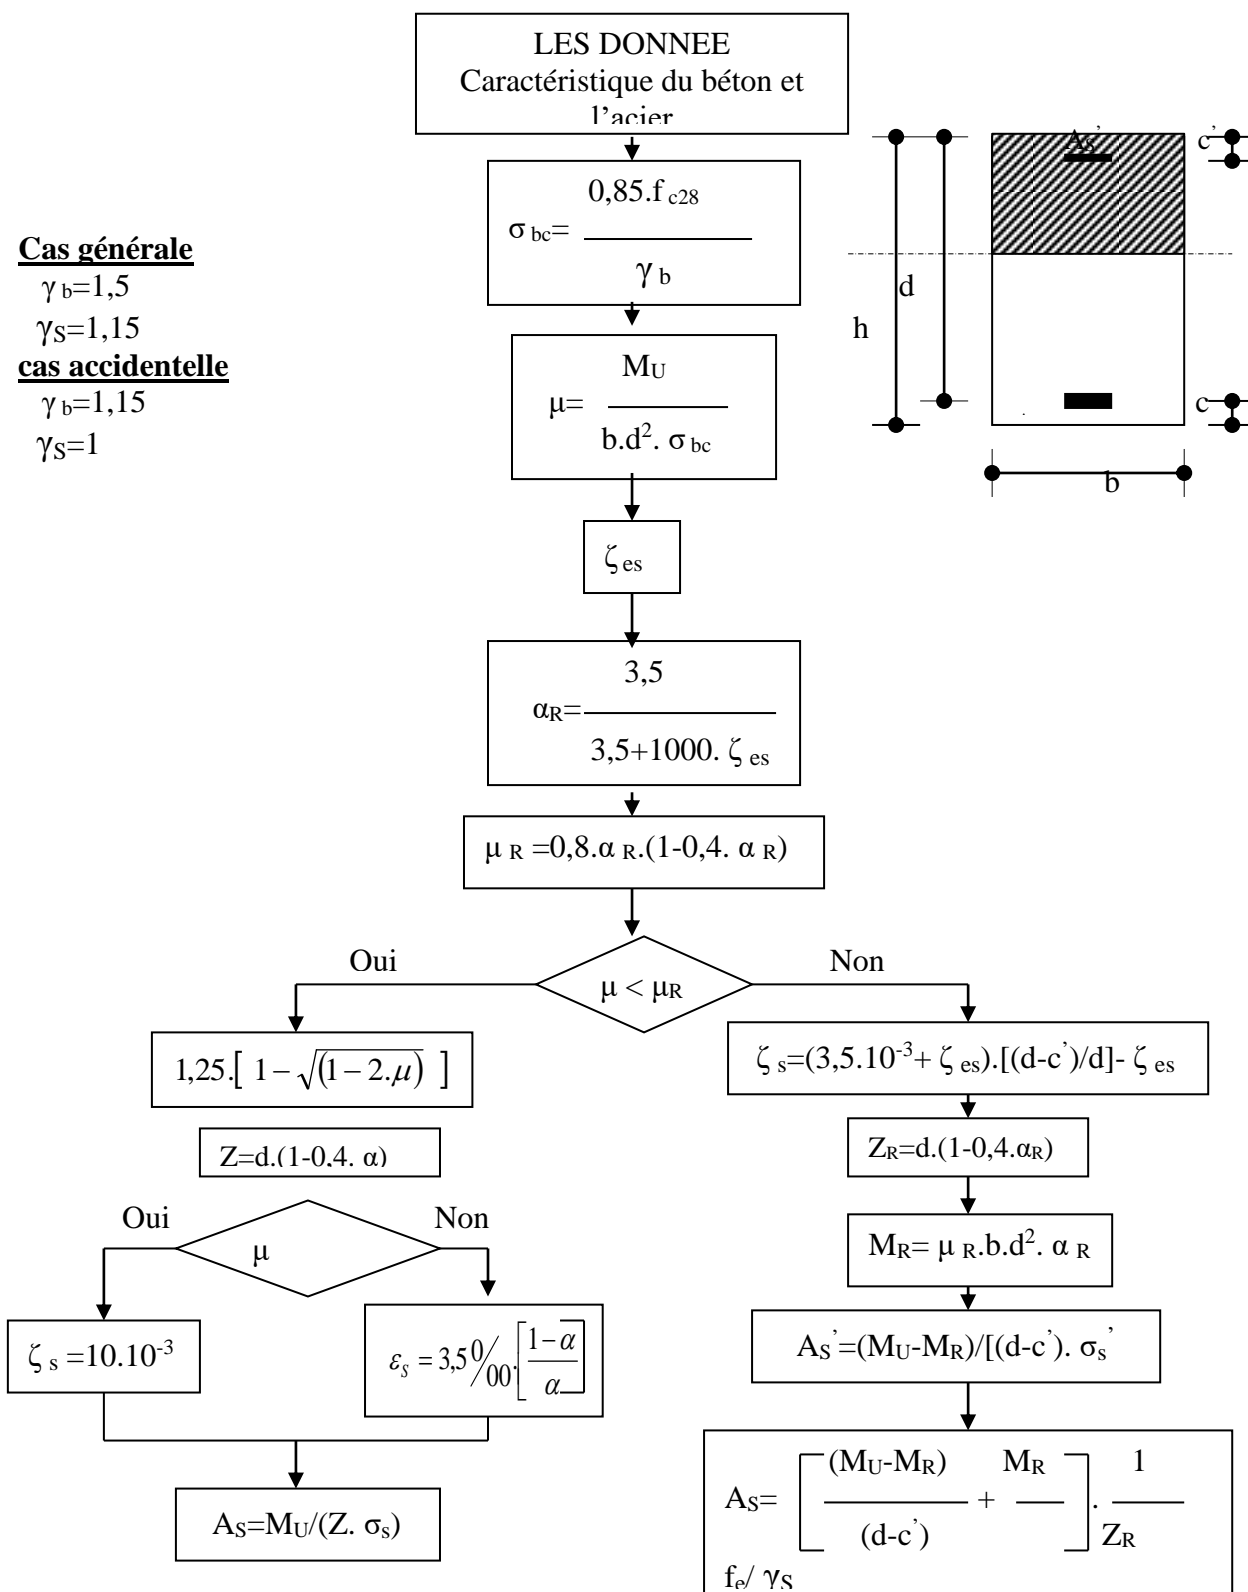 LES DONNEE
Caractéristique du béton et
l’acier
0,85.f c28
σ bc=
γ b
Cas générale
γ b=1,5
γS=1,15
cas accidentelle
γ b=1,15
γS=1
As’
c’
d
h
c
b
MU
μ=
b.d². σ bc
ζ es
3,5
αR=
3,5+1000. ζ es
μ R =0,8.α R.(1-0,4. α R)
Oui
Non
μ < μR
1,25.[ 1−√(1−2.μ) ]
ζ s=(3,5.10⁻³+ ζ es).[(d-c’)/d]- ζ es
Z=d.(1-0,4. α)
ZR=d.(1-0,4.αR)
Oui
Non
μ
MR= μ R.b.d². α R
ζ s =10.10⁻³
εs = 3,5 0/00.[1−α/α]
AS’=(MU-MR)/[(d-c’). σs’
AS=MU/(Z. σs)
(MU-MR) MR 1
AS= [ + ] .
(d-c’) ZR
fe/ γS